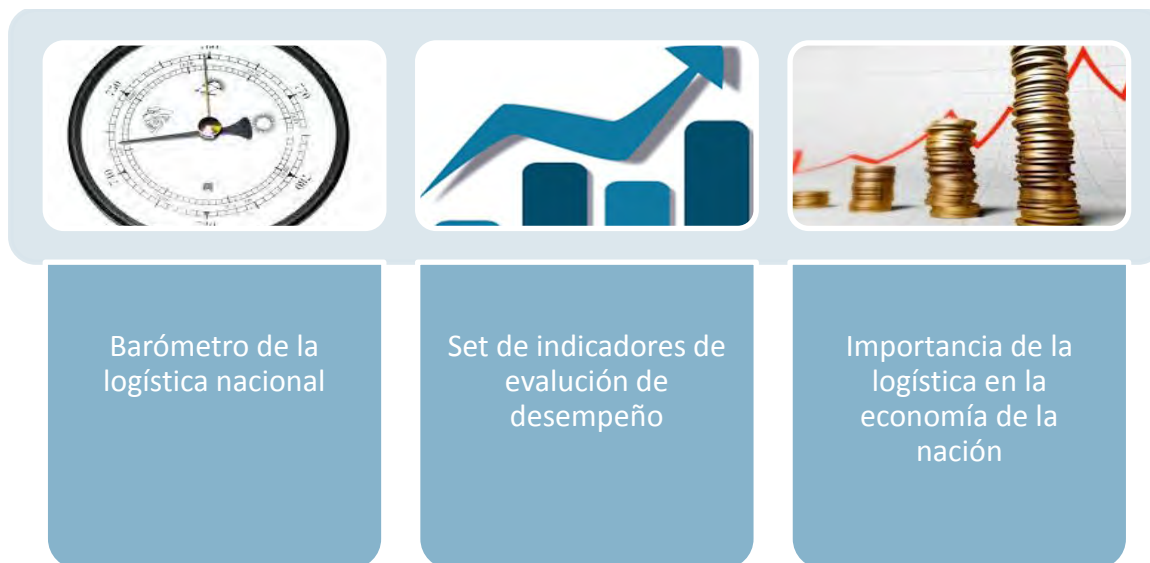 Barómetro de la
logística nacional
Set de indicadores de
evalución de
desempeño
Importancia de la
logística en la
economía de la
nación